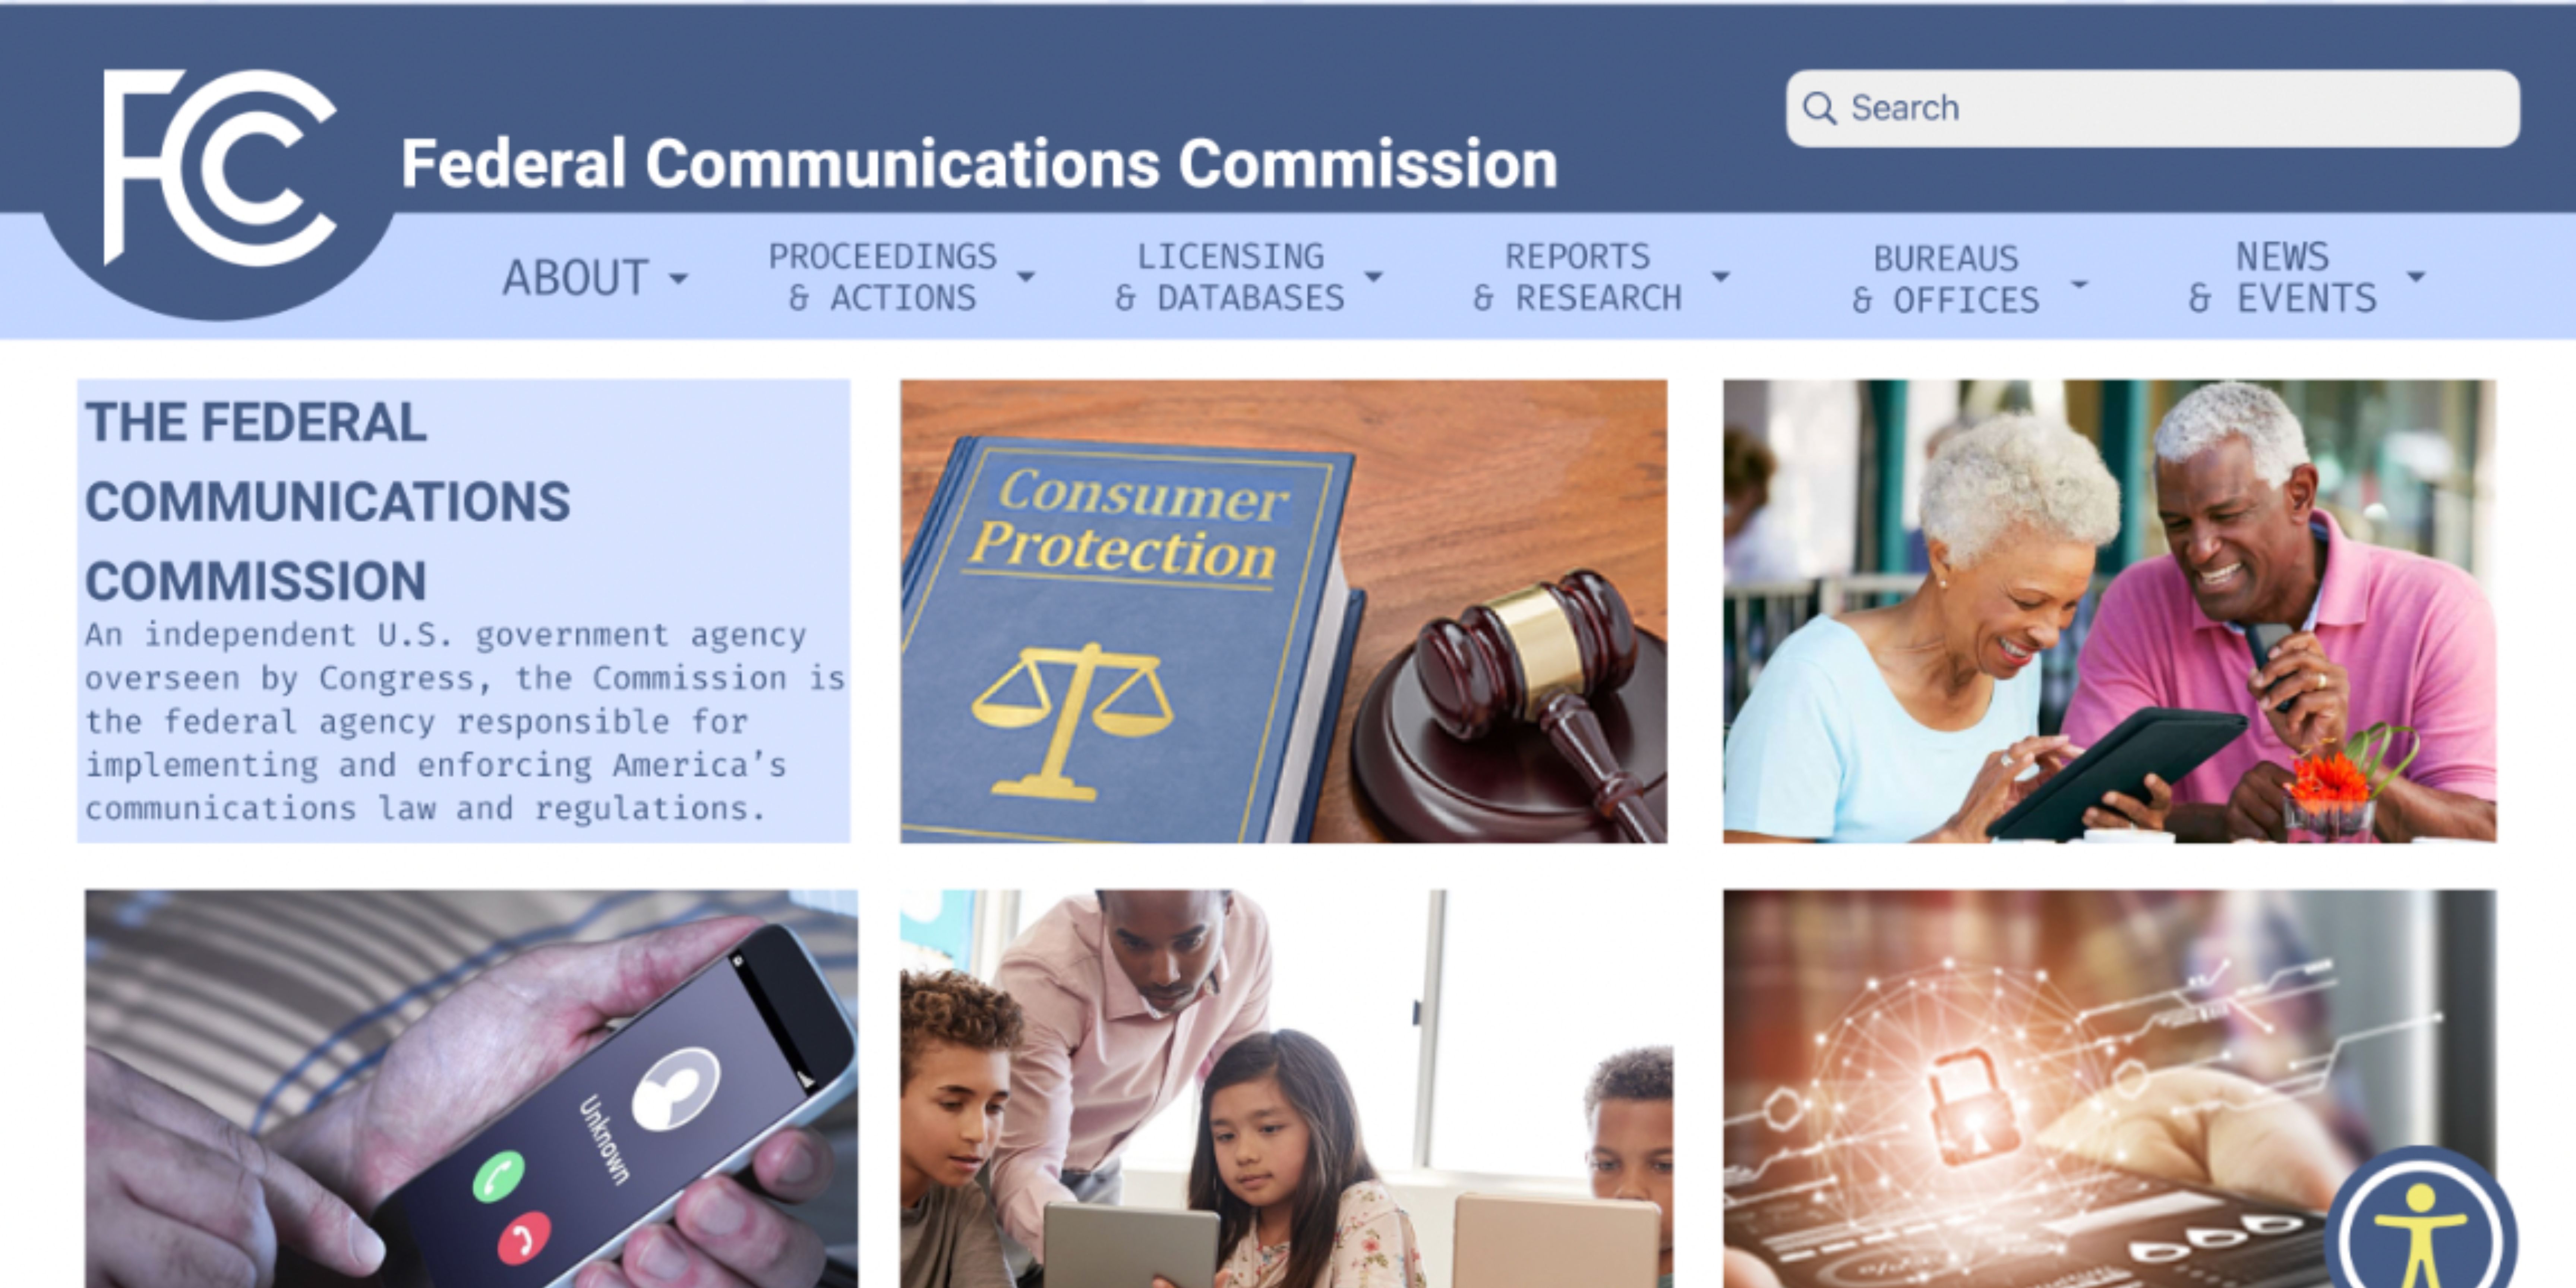 FCC
Federal Communications Commission
Search
ABOUT
PROCEEDINGS
& ACTIONS
LICENSING
& DATABASES
REPORTS
& RESEARCH
BUREAUS
& OFFICES
NEWS
& EVENTS
THE FEDERAL
COMMUNICATIONS
COMMISSION
An independent U.S. government agency
overseen by Congress, the Commission is
the federal agency responsible for
implementing and enforcing America’s
communications law and regulations.
Consumer
Protection
Unknown